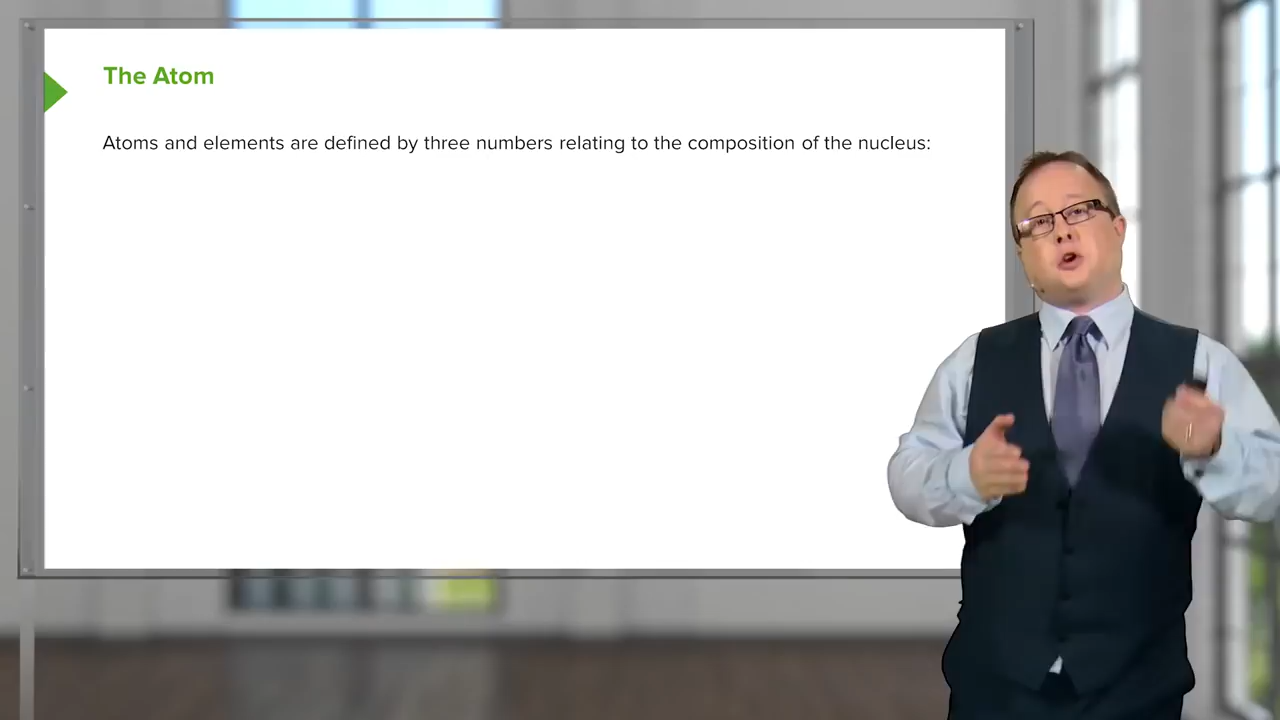 The Atom
Atoms and elements are defined by three numbers relating to the composition of the nucleus: